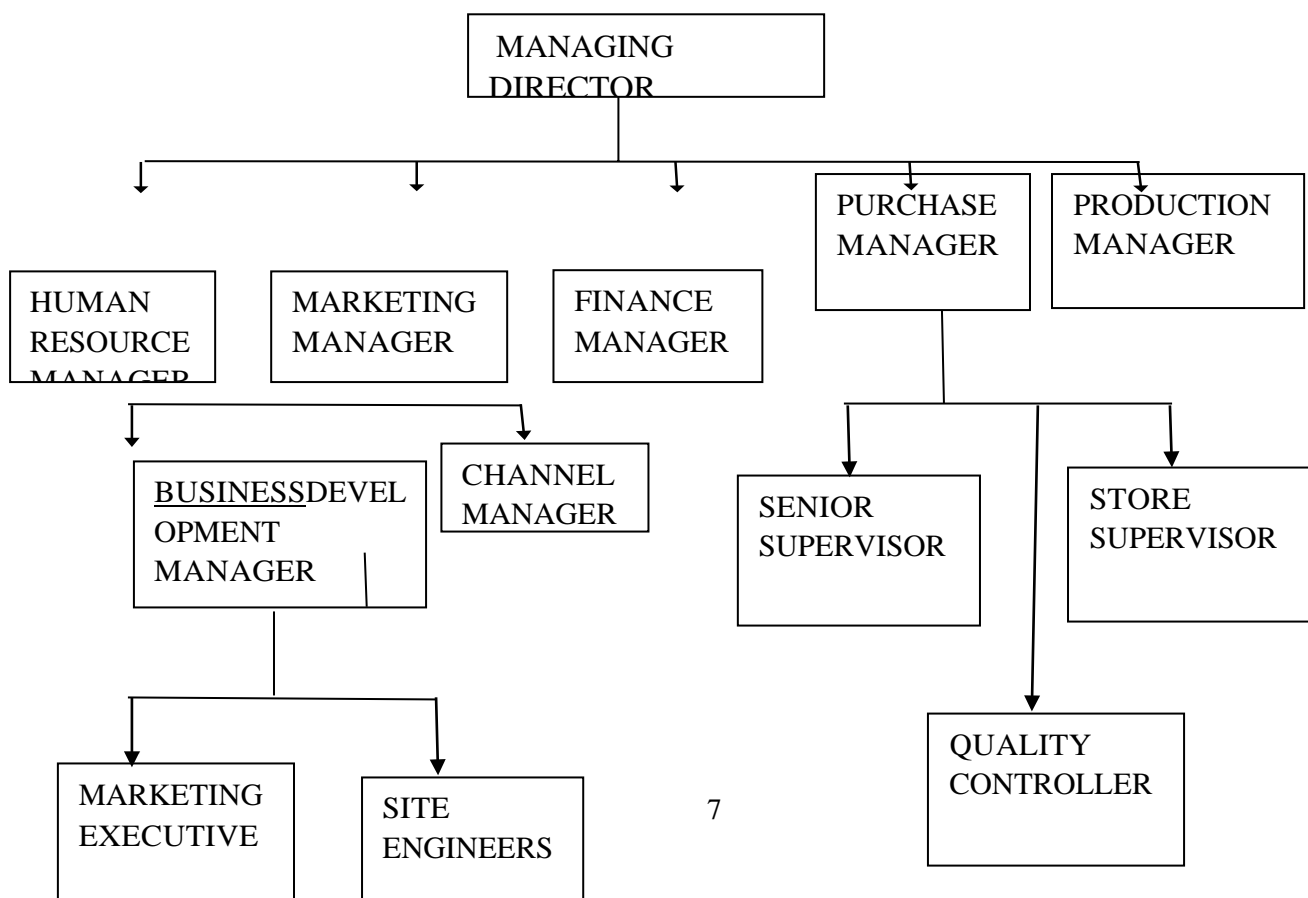 MANAGING
DIRECTOR
PURCHASE
MANAGER
PRODUCTION
MANAGER
HUMAN
RESOURCE
MANAGER
MARKETING
MANAGER
FINANCE
MANAGER
BUSINESSDEVEL
OPMENT
MANAGER
CHANNEL
MANAGER
SENIOR
SUPERVISOR
STORE
SUPERVISOR
MARKETING
EXECUTIVE
SITE
ENGINEERS
7
QUALITY
CONTROLLER